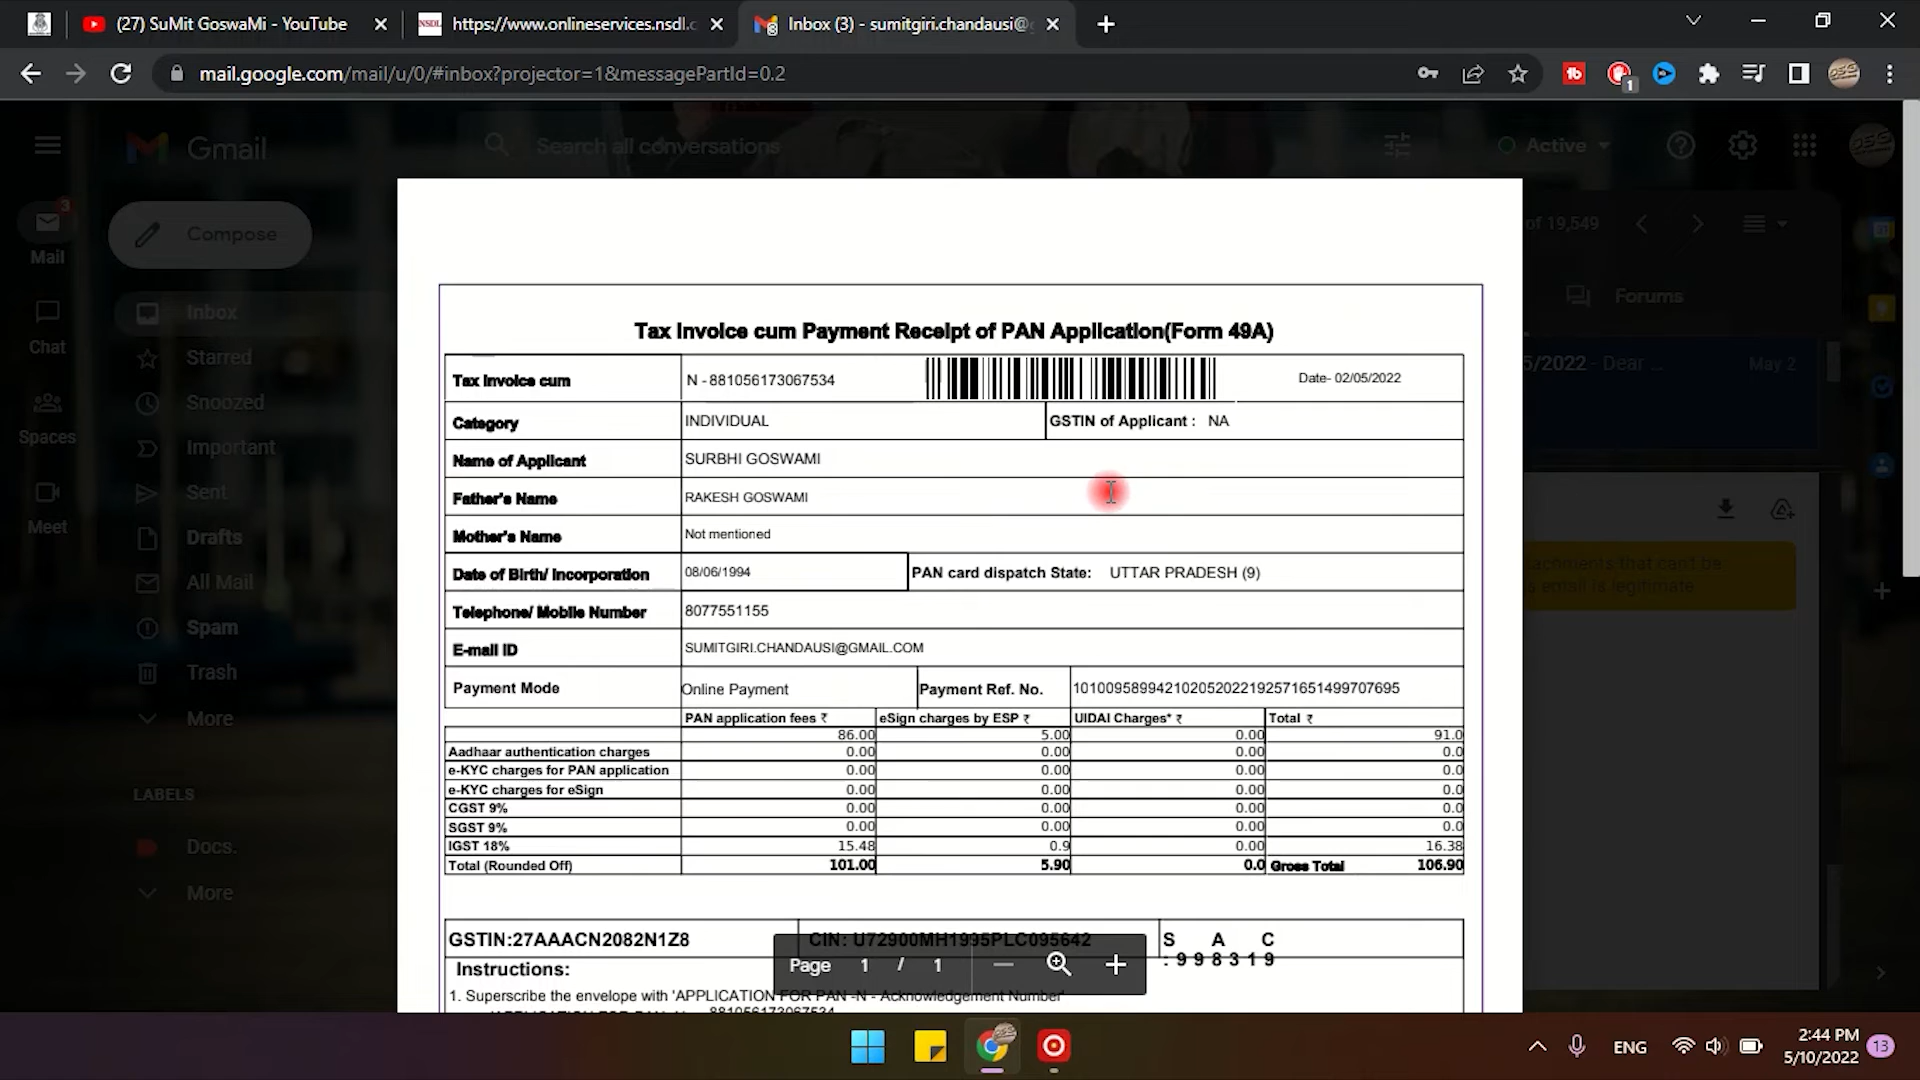 (27) SuMit GoswaMi - YouTube
https://www.onlineservices.nsdl.c
Inbox (3) - sumitgiri.chandausi@
mail.google.com/mail/u/0/#inbox?projector=1&messagePartId=0.2
1
Gmail
Search all conversations
Active
3
Mail
Compose
of 19,549
Inbox
Forums
Chat
Starred
5/2022 - Dear ...
May 2
Snoozed
Spaces
Important
Sent
Meet
Drafts
All Mail
Spam
Trash
More
LABELS
Docs.
More
chments that can't be
s email is legitimate
Tax Invoice cum Payment Receipt of PAN Application(Form 49A)
Tax Invoice cum N - 881056173067534 Date- 02/05/2022
Category INDIVIDUAL GSTIN of Applicant : NA
Name of Applicant SURBHI GOSWAMI
Father's Name RAKESH GOSWAMI
Mother's Name Not mentioned
Date of Birth/ Incorporation 08/06/1994 PAN card dispatch State: UTTAR PRADESH (9)
Telephone/ Mobile Number 8077551155
E-mail ID SUMITGIRI.CHANDAUSI@GMAIL.COM
Payment Mode Online Payment Payment Ref. No. 10100958994210205202219257165149970​7695
PAN application fees ₹ eSign charges by ESP ₹ UIDAI Charges* ₹ Total ₹
86.00 5.00 0.00 91.0
Aadhaar authentication charges 0.00 0.00 0.00 0.0
e-KYC charges for PAN application 0.00 0.00 0.00 0.0
e-KYC charges for eSign 0.00 0.00 0.00 0.0
CGST 9% 0.00 0.00 0.00 0.0
SGST 9% 0.00 0.00 0.00 0.0
IGST 18% 15.48 0.9 0.00 16.38
Total (Rounded Off) 101.00 5.90 0.0 Gross Total 106.90
GSTIN:27AAACN2082N1Z8 CIN: U72900MH1995PLC095642 S A C
:998319
Page 1 / 1
Instructions:
1. Superscribe the envelope with 'APPLICATION FOR PAN -N - Acknowledgement Number'
881056173067534
ENG
2:44 PM
5/10/2022
13